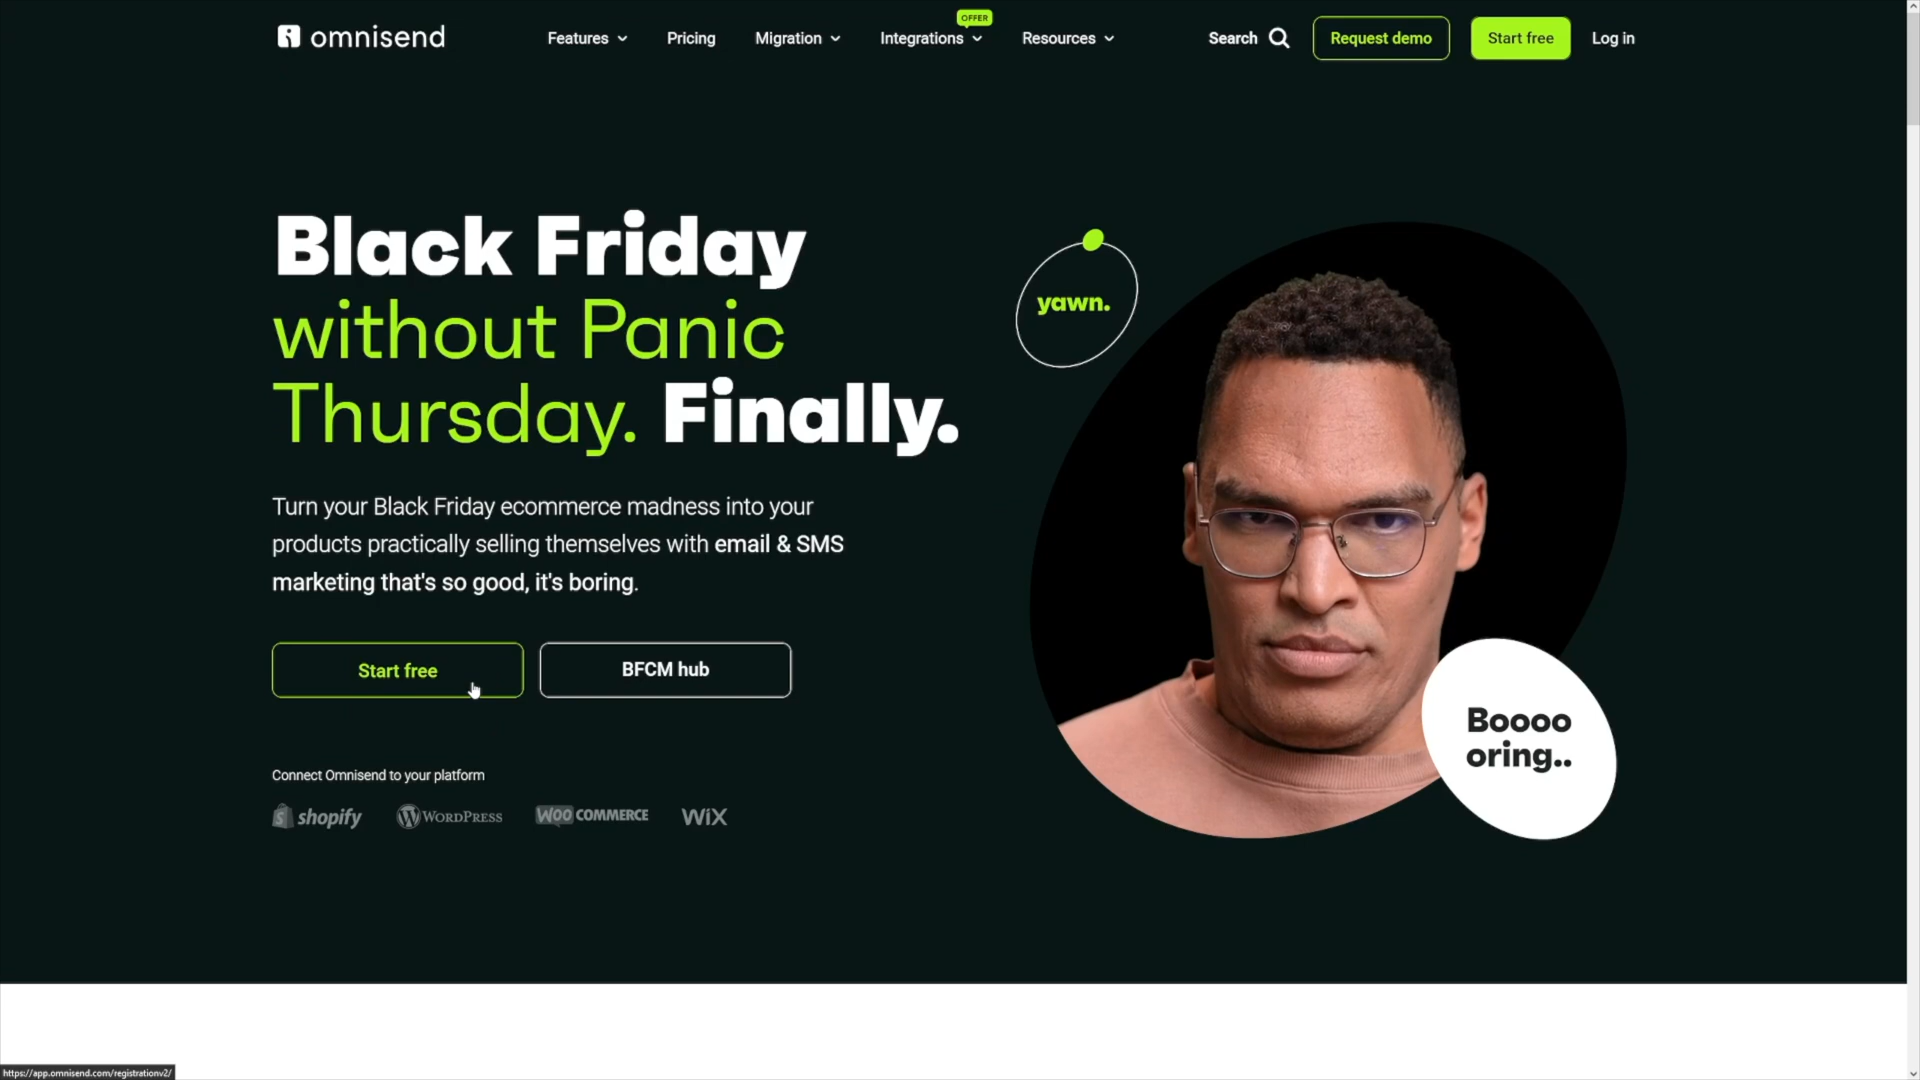 omnisend
Features
Pricing
Migration
OFFER
Integrations
Resources
Search
Request demo
Start free
Log in
Black Friday
without Panic
Thursday. Finally.
yawn.
Turn your Black Friday ecommerce madness into your
products practically selling themselves with email & SMS
marketing that's so good, it's boring.
Start free
BFCM hub
Boooo
oring..
Connect Omnisend to your platform
shopify
WORDPRESS
WOO COMMERCE
WiX
https://app.omnisend.com/registrationv2/